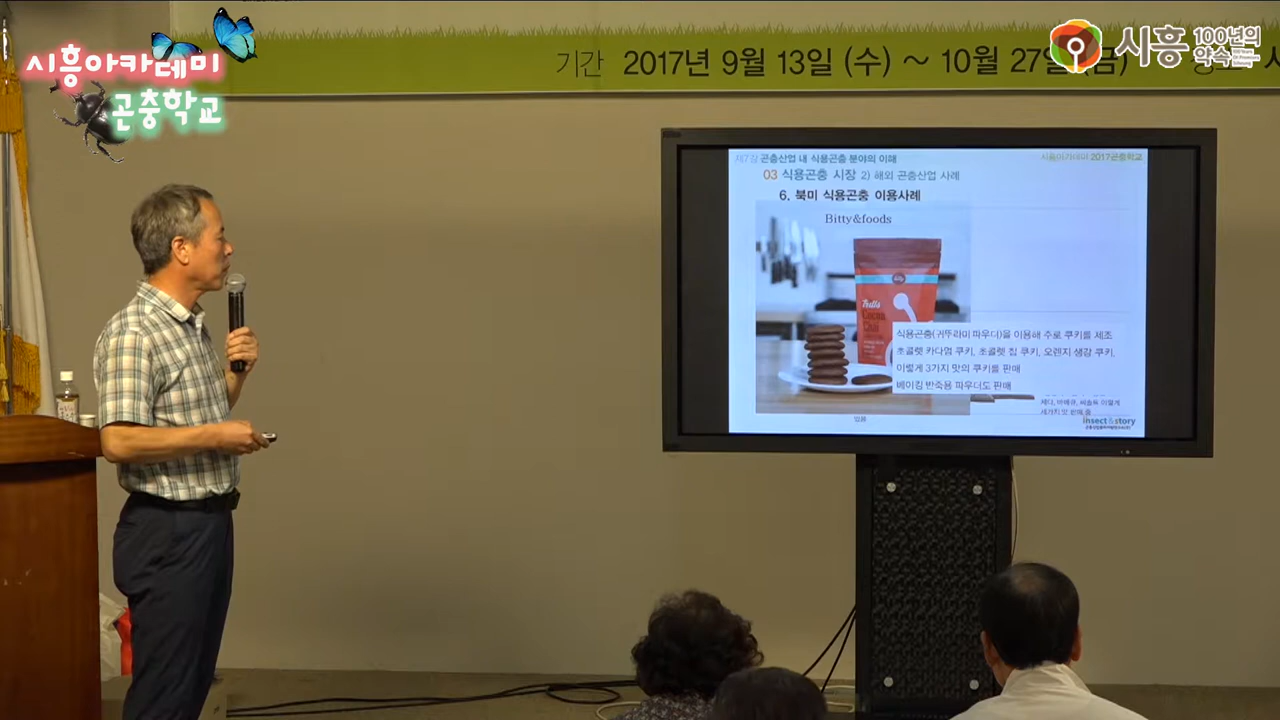 시흥아카데미
곤충학교
기간 2017년 9월 13일 (수) ~ 10월 27일(금)
시흥 100년의
약속
제7강 곤충산업 내 식용곤충 분야의 이해
시흥아카데미 2017곤충학교
03 식용곤충 시장 2) 해외 곤충산업 사례
6. 북미 식용곤충 이용사례
Bitty&foods
식용곤충(귀뚜라미 파우더)을 이용해 주로 쿠키를 제조
초콜렛 카다멈 쿠키, 초콜렛 칩 쿠키, 오렌지 생강 쿠키,
이렇게 3가지 맛의 쿠키를 판매
베이킹 반죽용 파우더도 판매
insect&story